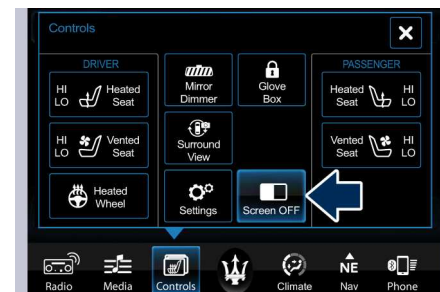 Controls
X
DRIVER
PASSENGER
HI
LO
Heated
Seat
Mirror
Dimmer
Glove
Box
Heated
Seat
HI
LO
HI
LO
Vented
Seat
Surround
View
Vented
Seat
HI
LO
Heated
Wheel
Settings
Screen OFF
Radio
Media
Controls
Climate
NE
Nav
Phone